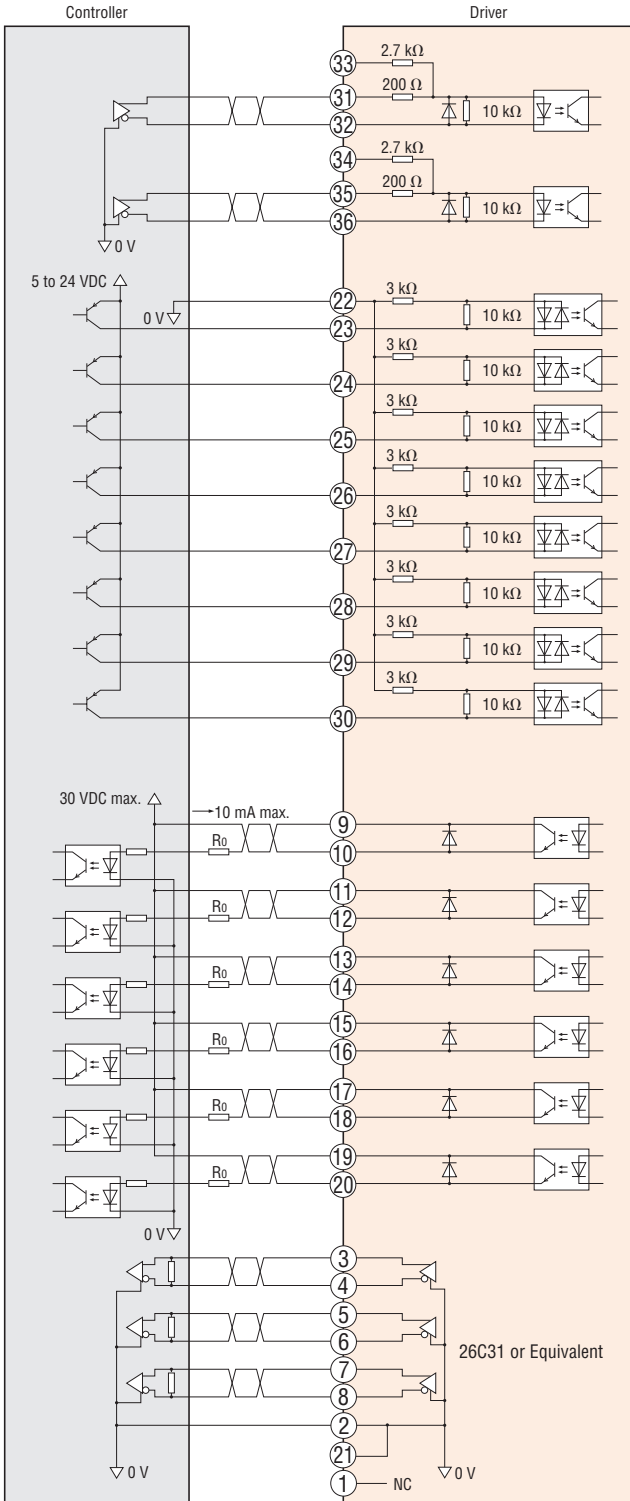 Controller Driver
33 2.7 kΩ
31 200 Ω
32 10 kΩ
34 2.7 kΩ
35 200 Ω
36 10 kΩ
0 V
5 to 24 VDC
22 3 kΩ
0 V 23 10 kΩ
3 kΩ
24 10 kΩ
3 kΩ
25 10 kΩ
3 kΩ
26 10 kΩ
3 kΩ
27 10 kΩ
3 kΩ
28 10 kΩ
3 kΩ
29 10 kΩ
3 kΩ
30 10 kΩ
30 VDC max.
10 mA max.
9
R0 10
11
R0 12
13
R0 14
15
R0 16
17
R0 18
19
R0 20
0 V
3
4
5
6 26C31 or Equivalent
7
8
2
21
0 V 0 V
1 NC